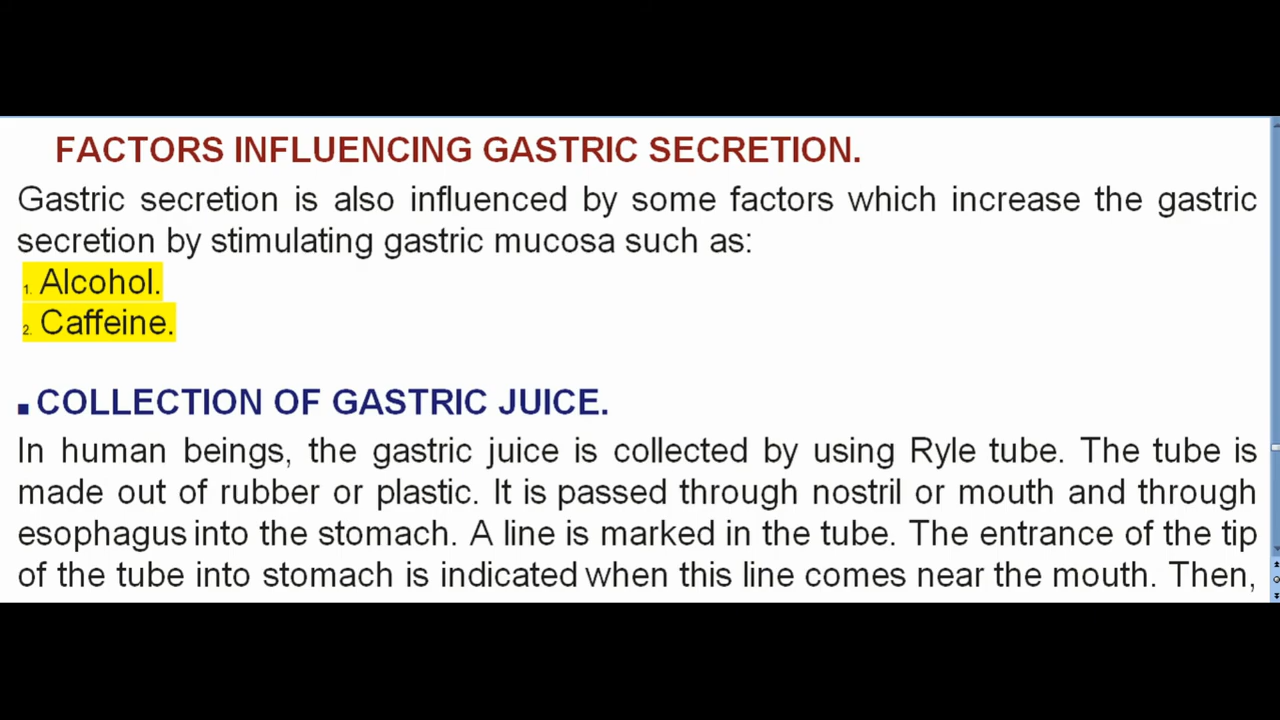 FACTORS INFLUENCING GASTRIC SECRETION.
Gastric secretion is also influenced by some factors which increase the gastric
secretion by stimulating gastric mucosa such as:
1. Alcohol.
2. Caffeine.
▪COLLECTION OF GASTRIC JUICE.
In human beings, the gastric juice is collected by using Ryle tube. The tube is
made out of rubber or plastic. It is passed through nostril or mouth and through
esophagus into the stomach. A line is marked in the tube. The entrance of the tip
of the tube into stomach is indicated when this line comes near the mouth. Then,